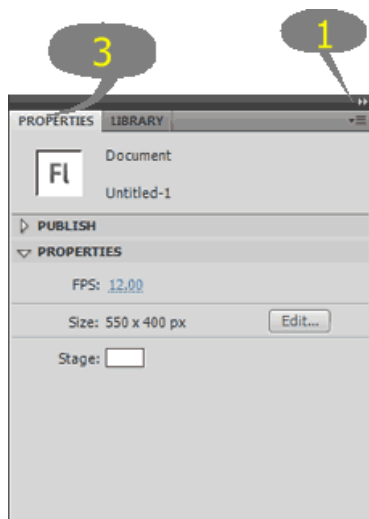 3
1
PROPERTIES LIBRARY
Fl
Document
Untitled-1
PUBLISH
PROPERTIES
FPS: 12.00
Size: 550 x 400 px Edit...
Stage: